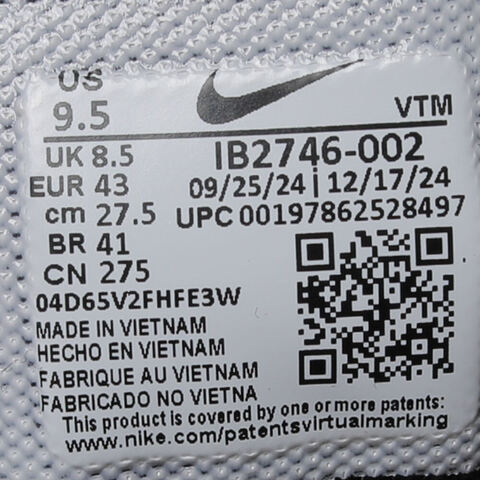 US
9.5
VTM
UK 8.5
IB2746-002
EUR 43
09/25/24 | 12/17/24
cm 27.5
UPC 00197862528497
BR 41
CN 275
04D65V2FHFE3W
MADE IN VIETNAM
HECHO EN VIETNAM
FABRIQUE AU VIETNAM
FABRICADO NO VIETNA
This product is covered by one or more patents:
www.nike.com/patentsvirtualmarking